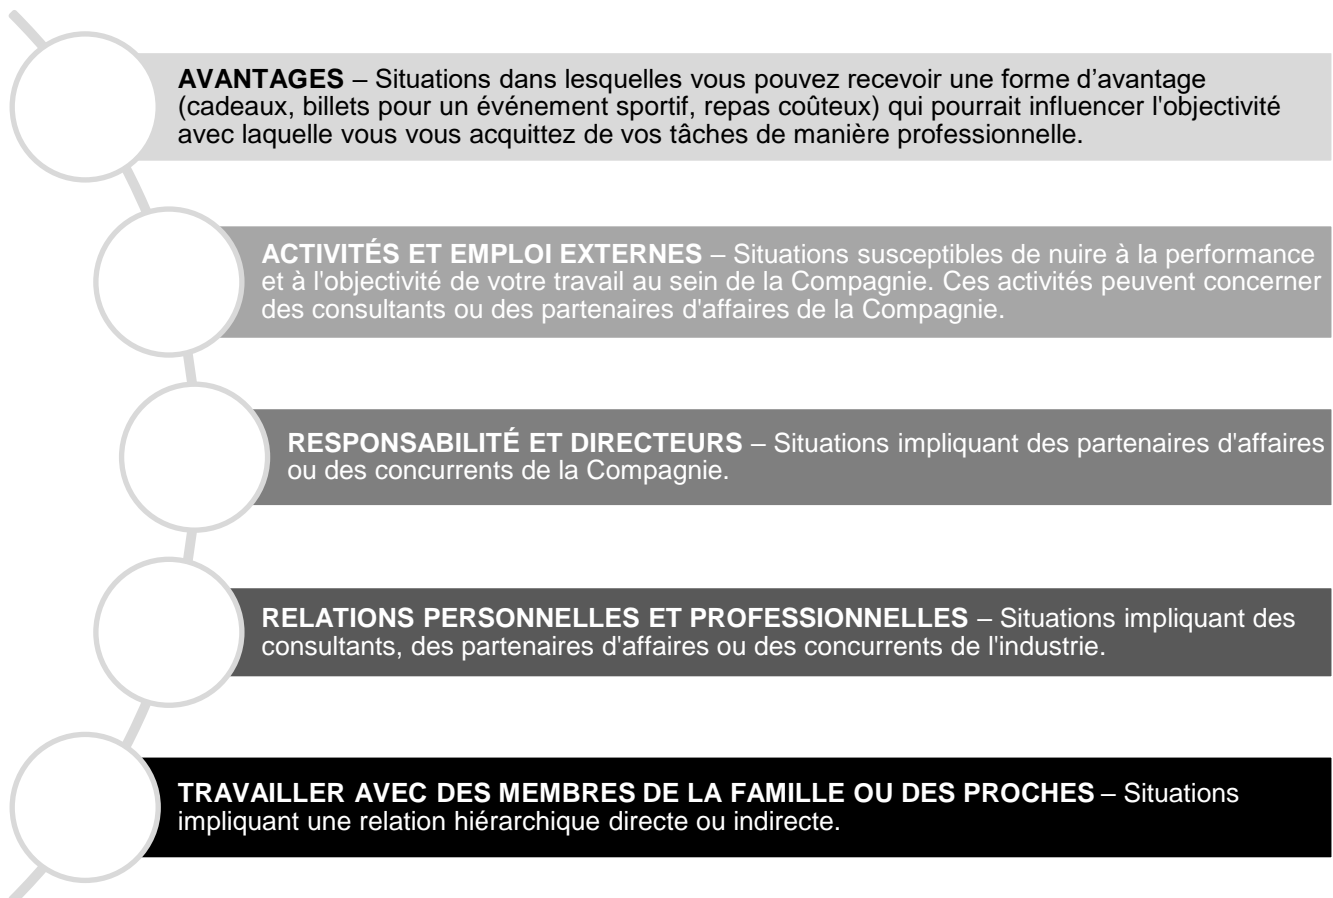 AVANTAGES – Situations dans lesquelles vous pouvez recevoir une forme d’avantage
(cadeaux, billets pour un événement sportif, repas coûteux) qui pourrait influencer l'objectivité
avec laquelle vous vous acquittez de vos tâches de manière professionnelle.
ACTIVITÉS ET EMPLOI EXTERNES – Situations susceptibles de nuire à la performance
et à l'objectivité de votre travail au sein de la Compagnie. Ces activités peuvent concerner
des consultants ou des partenaires d'affaires de la Compagnie.
RESPONSABILITÉ ET DIRECTEURS – Situations impliquant des partenaires d'affaires
ou des concurrents de la Compagnie.
RELATIONS PERSONNELLES ET PROFESSIONNELLES – Situations impliquant des
consultants, des partenaires d'affaires ou des concurrents de l'industrie.
TRAVAILLER AVEC DES MEMBRES DE LA FAMILLE OU DES PROCHES – Situations
impliquant une relation hiérarchique directe ou indirecte.